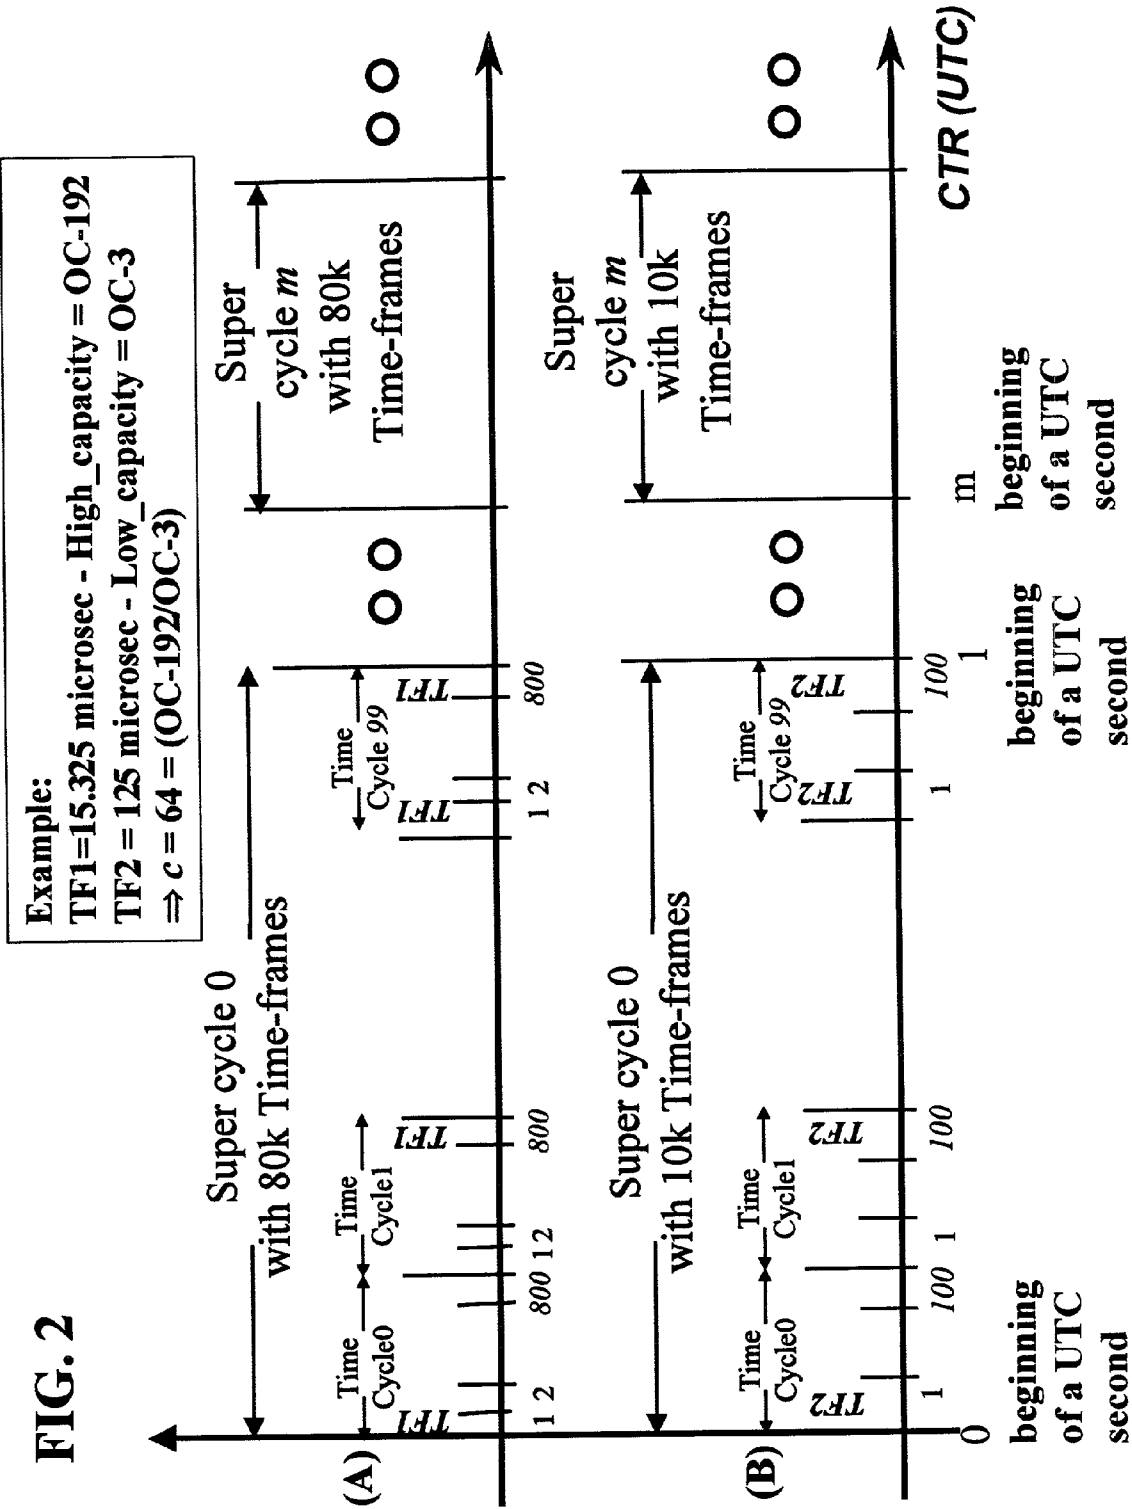 FIG. 2
Example:
TF1=15.325 microsec - High_capacity = OC-192
TF2 = 125 microsec - Low_capacity = OC-3
⇒ c = 64 = (OC-192/OC-3)
Super cycle 0
with 80k Time-frames
Super
cycle m
with 80k
Time-frames
(A)
Time
Cycle0
Time
Cycle1
Time
Cycle 99
TF1
TF1
TF1
TF1
1 2
800
1 2
800
1 2
800
Super cycle 0
with 10k Time-frames
Super
cycle m
with 10k
Time-frames
(B)
Time
Cycle0
Time
Cycle1
Time
Cycle 99
TF2
TF2
TF2
TF2
1
100
1
100
1
100
0
1
m
CTR (UTC)
beginning
of a UTC
second
beginning
of a UTC
second
beginning
of a UTC
second